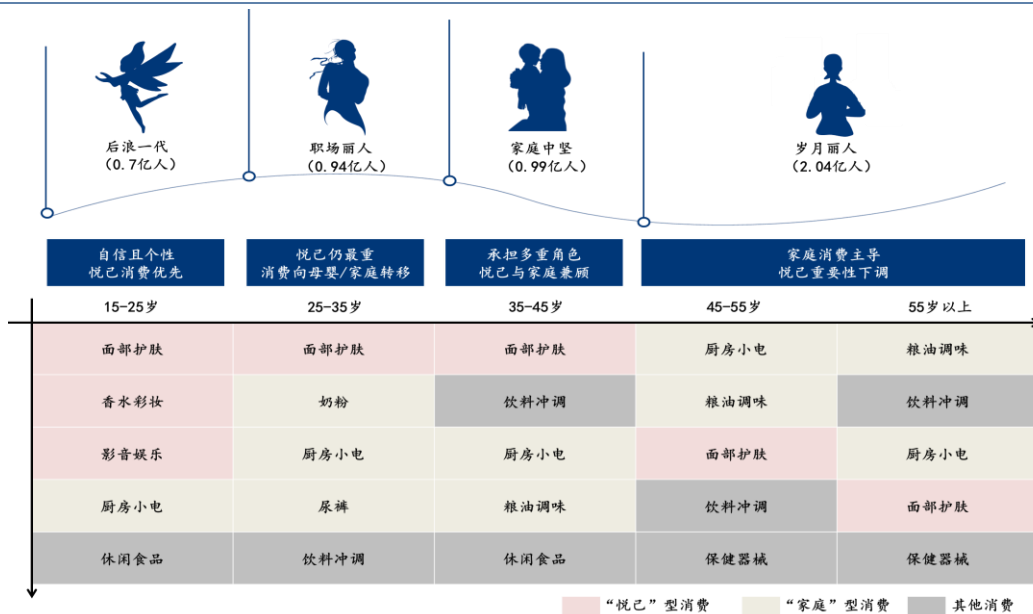 后浪一代
(0.7亿人)
职场丽人
(0.94亿人)
家庭中坚
(0.99亿人)
岁月丽人
(2.04亿人)
自信且个性
悦己消费优先
悦己仍最重
消费向母婴/家庭转移
承担多重角色
悦己与家庭兼顾
家庭消费主导
悦己重要性下调
15-25岁
25-35岁
35-45岁
45-55岁
55岁以上
面部护肤
面部护肤
面部护肤
厨房小电
粮油调味
香水彩妆
奶粉
饮料冲调
粮油调味
饮料冲调
影音娱乐
厨房小电
厨房小电
面部护肤
厨房小电
厨房小电
尿裤
粮油调味
饮料冲调
面部护肤
休闲食品
饮料冲调
休闲食品
保健器械
保健器械
“悦己”型消费
“家庭”型消费
其他消费